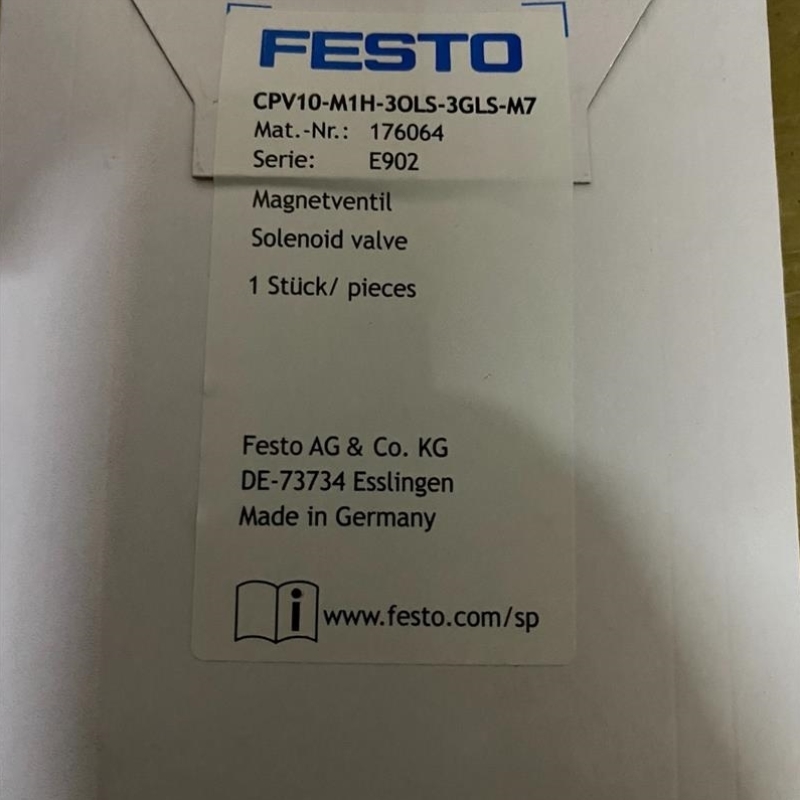 FESTO
CPV10-M1H-3OLS-3GLS-M7
Mat.-Nr.: 176064
Serie: E902
Magnetventil
Solenoid valve
1 Stück/ pieces
Festo AG & Co. KG
DE-73734 Esslingen
Made in Germany
i www.festo.com/sp